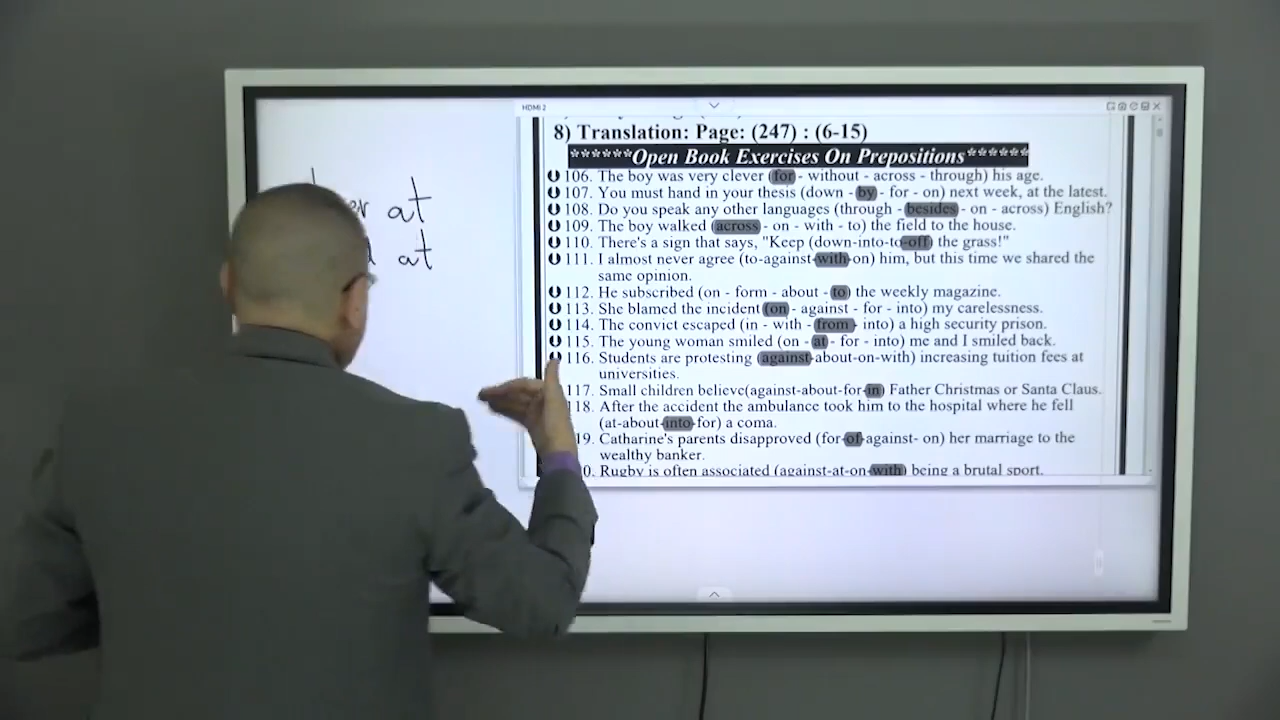 HDMI 2
8) Translation: Page: (247) : (6-15)
******Open Book Exercises On Prepositions******
106. The boy was very clever (for - without - across - through) his age.
107. You must hand in your thesis (down - by - for - on) next week, at the latest.
108. Do you speak any other languages (through - besides - on - across) English?
109. The boy walked (across - on - with - to) the field to the house.
110. There's a sign that says, "Keep (down-into-to-off) the grass!"
111. I almost never agree (to-against-with-on) him, but this time we shared the
same opinion.
112. He subscribed (on - form - about - to) the weekly magazine.
113. She blamed the incident (on - against - for - into) my carelessness.
114. The convict escaped (in - with - from - into) a high security prison.
115. The young woman smiled (on - at - for - into) me and I smiled back.
116. Students are protesting (against-about-on-with) increasing tuition fees at
universities.
117. Small children believe(against-about-for-in) Father Christmas or Santa Claus.
18. After the accident the ambulance took him to the hospital where he fell
(at-about-into-for) a coma.
19. Catharine's parents disapproved (for-of-against- on) her marriage to the
wealthy banker.
0. Rugby is often associated (against-at-on-with) being a brutal sport.
at
at